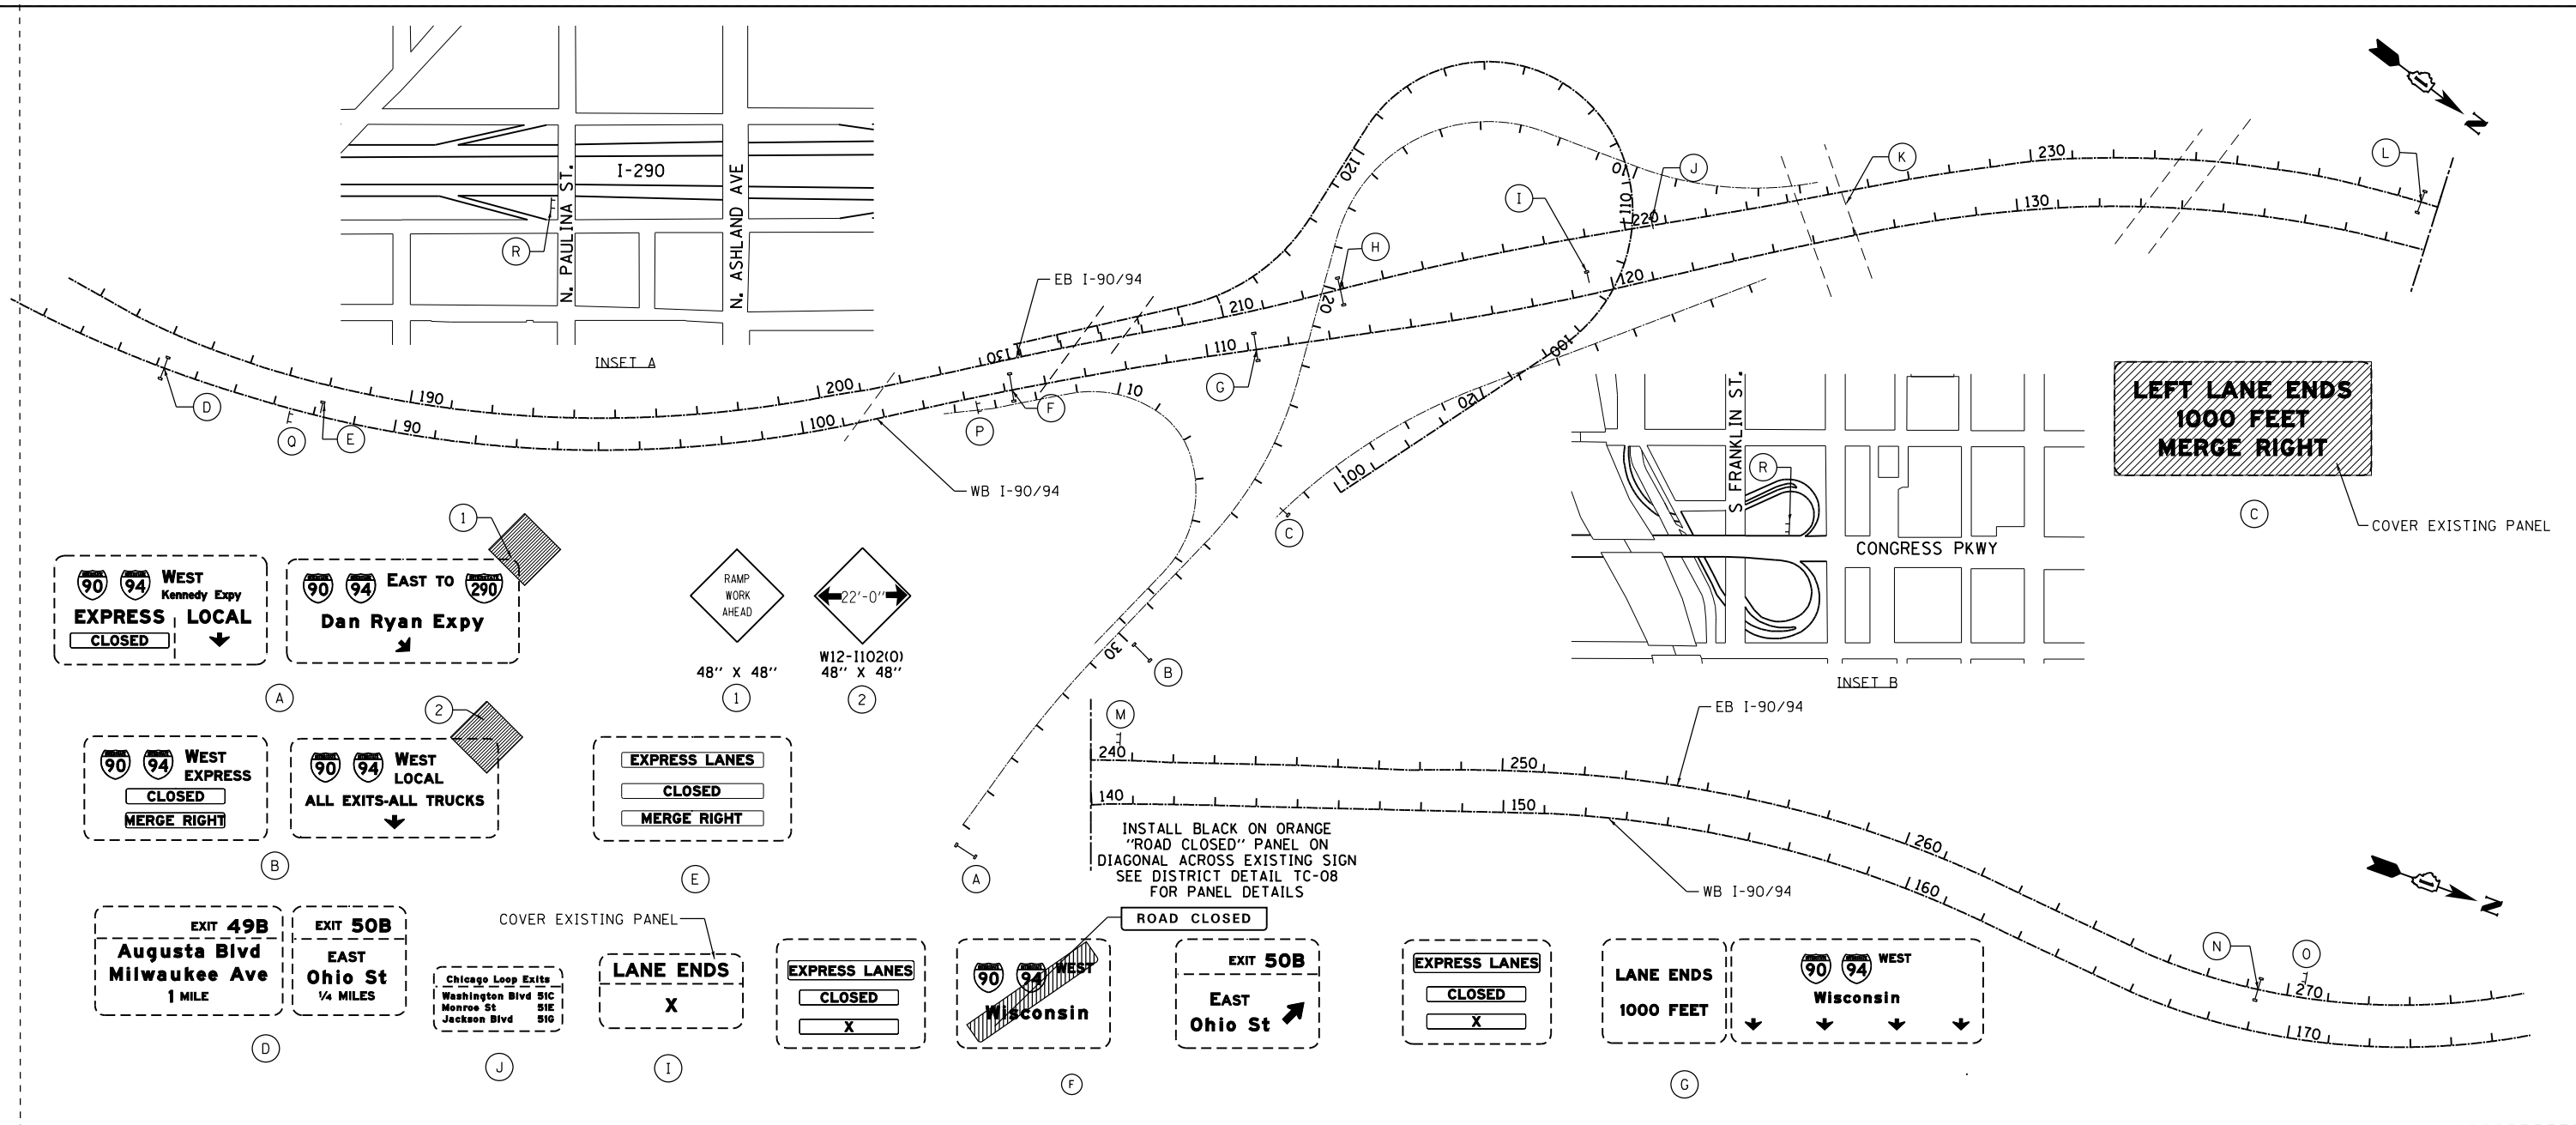 I-290
N. PAULINA ST.
N. ASHLAND AVE
R
INSET A
EB I-90/94
WB I-90/94
190
200
210
220
230
90
100
110
120
130
130
120
110
100
10
20
30
10
100
20
10
D
Q
E
P
F
G
H
I
J
K
L
C
B
A
N
S FRANKLIN ST.
R
CONGRESS PKWY
INSET B
LEFT LANE ENDS
1000 FEET
MERGE RIGHT
COVER EXISTING PANEL
C
1
90 94 WEST
Kennedy Expy
EXPRESS LOCAL
CLOSED
90 94 EAST TO 290
Dan Ryan Expy
A
RAMP
WORK
AHEAD
48'' X 48''
1
22'-0''
W12-I102(O)
48'' X 48''
2
2
90 94 WEST
EXPRESS
CLOSED
MERGE RIGHT
90 94 WEST
LOCAL
ALL EXITS-ALL TRUCKS
B
EXPRESS LANES
CLOSED
MERGE RIGHT
E
M
240
250
260
270
140
150
160
170
EB I-90/94
WB I-90/94
N
O
N
INSTALL BLACK ON ORANGE
''ROAD CLOSED'' PANEL ON
DIAGONAL ACROSS EXISTING SIGN
SEE DISTRICT DETAIL TC-08
FOR PANEL DETAILS
ROAD CLOSED
EXIT 49B
Augusta Blvd
Milwaukee Ave
1 MILE
EXIT 50B
EAST
Ohio St
1/4 MILES
D
Chicago Loop Exits
Washington Blvd 51C
Monroe St 51E
Jackson Blvd 51G
J
COVER EXISTING PANEL
LANE ENDS
X
I
EXPRESS LANES
CLOSED
X
90 94 WEST
Wisconsin
EXIT 50B
EAST
Ohio St
F
EXPRESS LANES
CLOSED
X
LANE ENDS
1000 FEET
90 94 WEST
Wisconsin
G